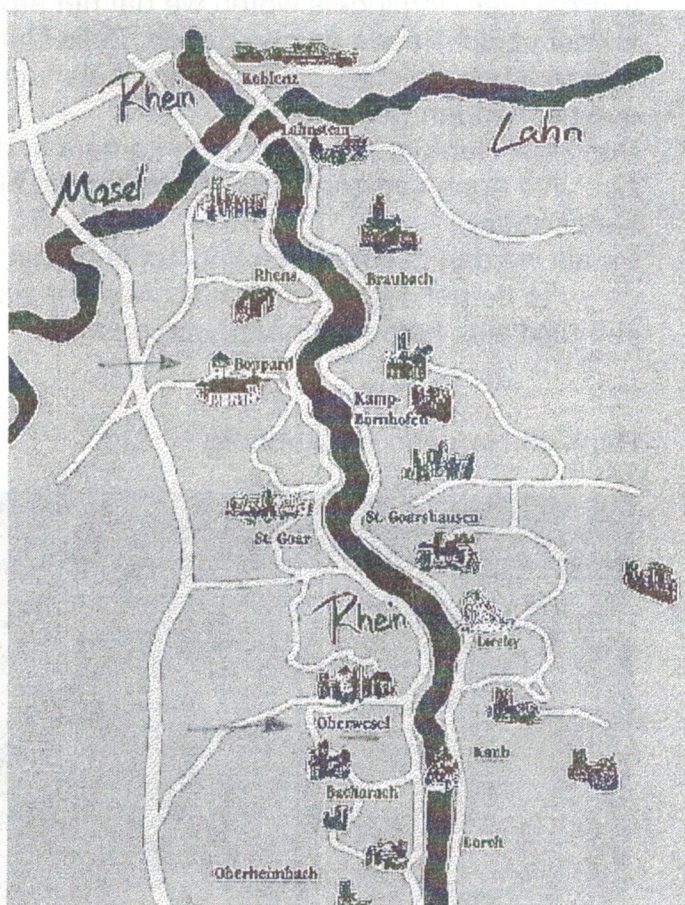 Koblenz
Rhein
Lahnstein
Lahn
Mosel
Rhens
Braubach
Boppard
Kamp-
Bornhofen
St. Goarshausen
St. Goar
Rhein
Loreley
Oberwesel
Kaub
Bacharach
Lorch
Oberheimbach